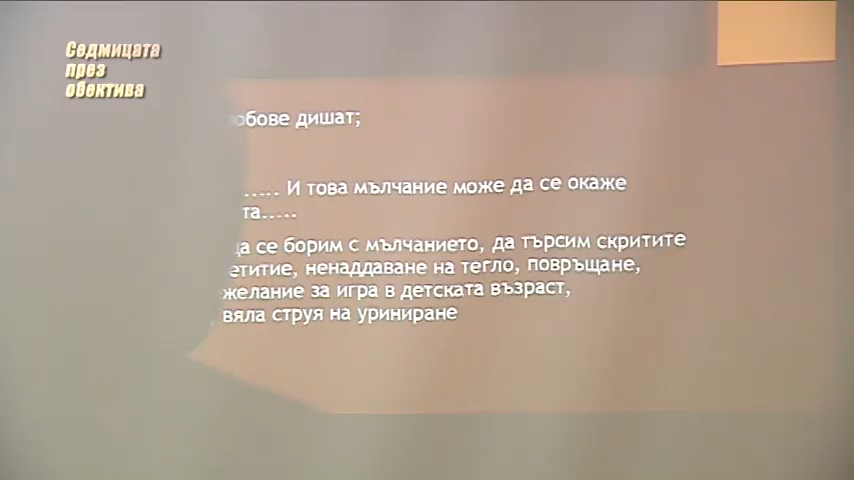 Седмицата
през
обектива
дишат;
..... И това мълчание може да се окаже
та.....
да се борим с мълчанието, да търсим скритите
етитие, ненаддаване на тегло, повръщане,
желание за игра в детската възраст,
вяла струя на уриниране